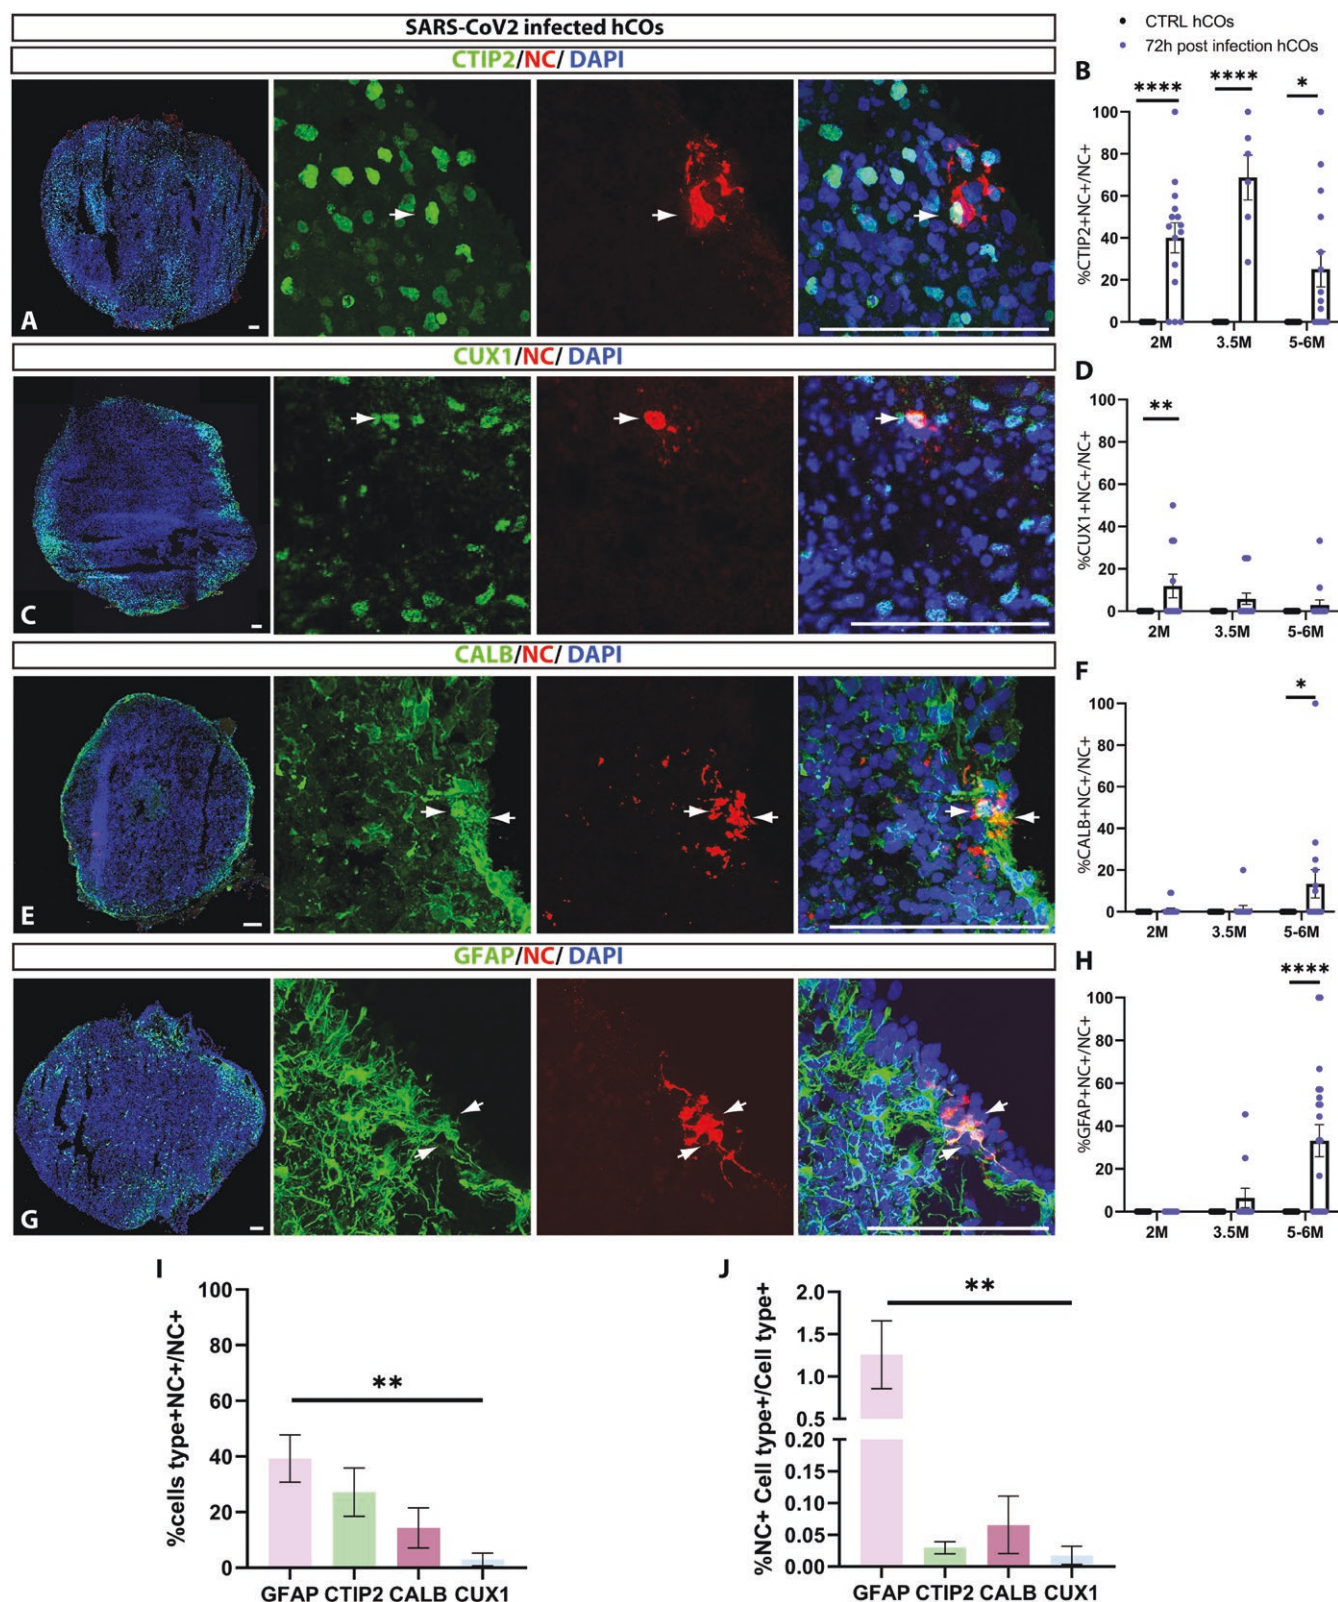 SARS-CoV2 infected hCOs
CTRL hCOs
72h post infection hCOs
CTIP2/NC/ DAPI
A
B
**** **** *
%CTIP2+NC+/NC+
100
80
60
40
20
0
2M 3.5M 5-6M
CUX1/NC/ DAPI
C
D
**
%CUX1+NC+/NC+
100
80
60
40
20
0
2M 3.5M 5-6M
CALB/NC/ DAPI
E
F
*
%CALB+NC+/NC+
100
80
60
40
20
0
2M 3.5M 5-6M
GFAP/NC/ DAPI
G
H
****
%GFAP+NC+/NC+
100
80
60
40
20
0
2M 3.5M 5-6M
I
**
%cells type+NC+/NC+
100
80
60
40
20
0
GFAP CTIP2 CALB CUX1
J
**
%NC+ Cell type+/Cell type+
2.0
1.5
1.0
0.5
0.20
0.15
0.10
0.05
0.00
GFAP CTIP2 CALB CUX1